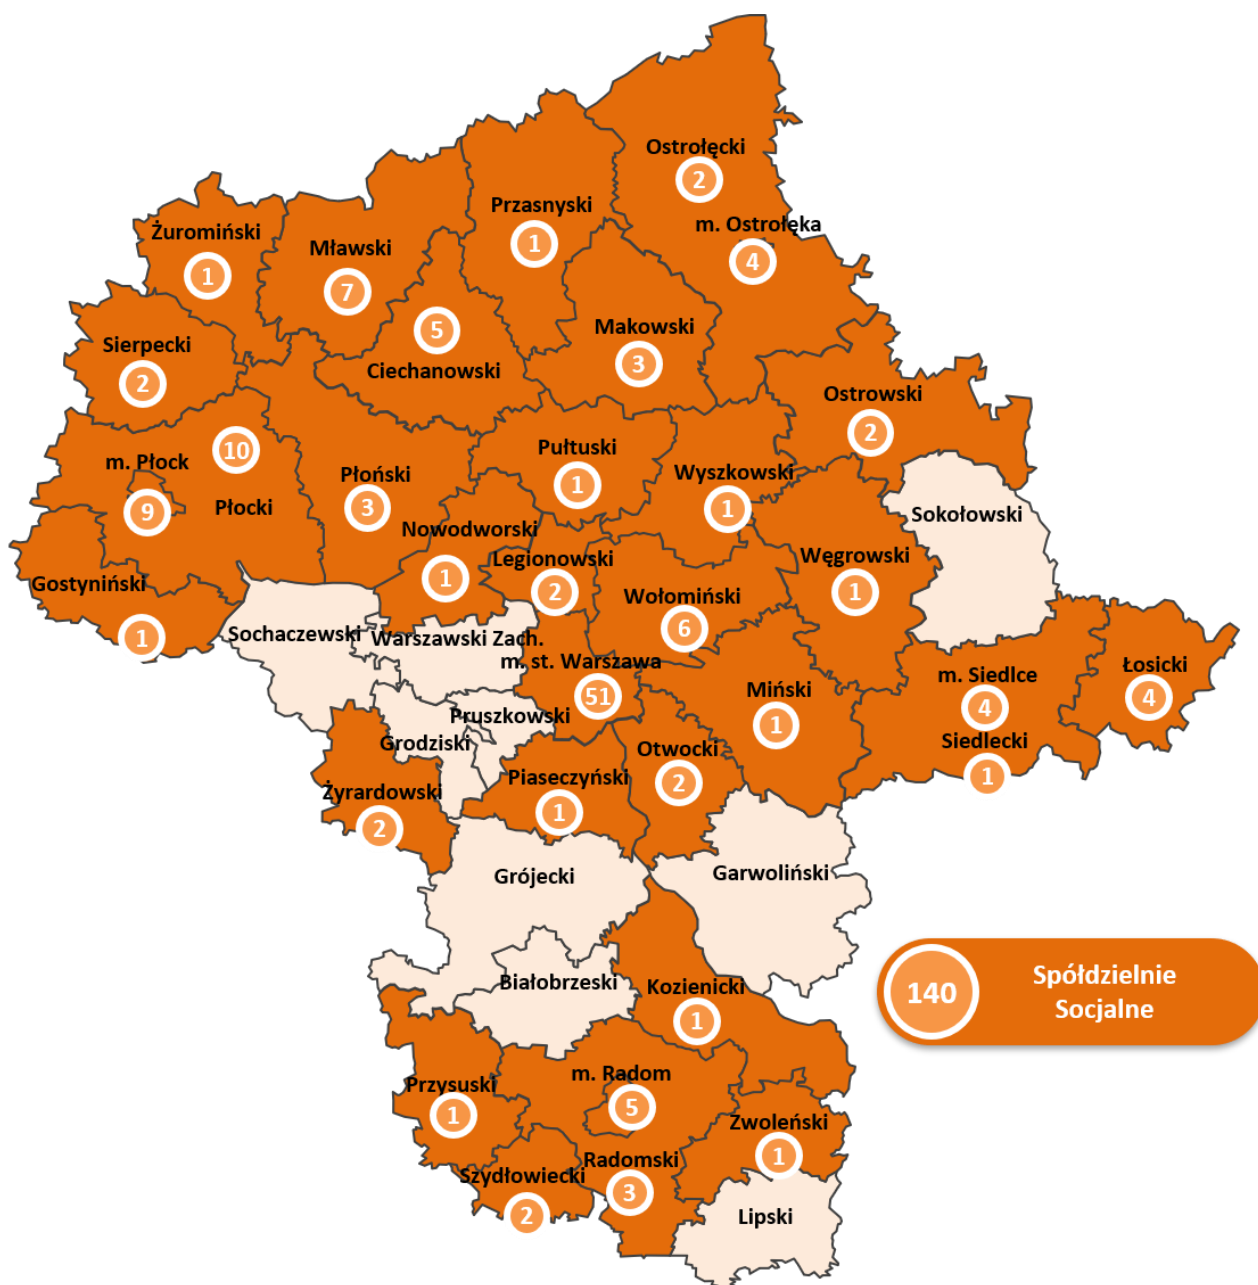 Ostrołęcki
2
Przasnyski
1
m. Ostrołęka
4
Żuromiński
1
Mławski
7
5
Ciechanowski
Makowski
3
Sierpecki
2
Ostrowski
2
10
m. Płock
9
Płocki
Płoński
3
Pułtuski
1
Wyszkowski
1
Sokołowski
Nowodworski
1
Legionowski
2
Węgrowski
1
Gostyniński
1
Wołomiński
6
Sochaczewski
Warszawski Zach.
m. st. Warszawa
51
Miński
1
m. Siedlce
4
Łosicki
4
Siedlecki
1
Pruszkowski
Grodziski
Otwocki
2
Piaseczyński
1
Żyrardowski
2
Grójecki
Garwoliński
Białobrzeski
Kozienicki
1
140
Spółdzielnie
Socjalne
m. Radom
5
Przysuski
1
Zwoleński
1
Radomski
3
Szydłowiecki
2
Lipski